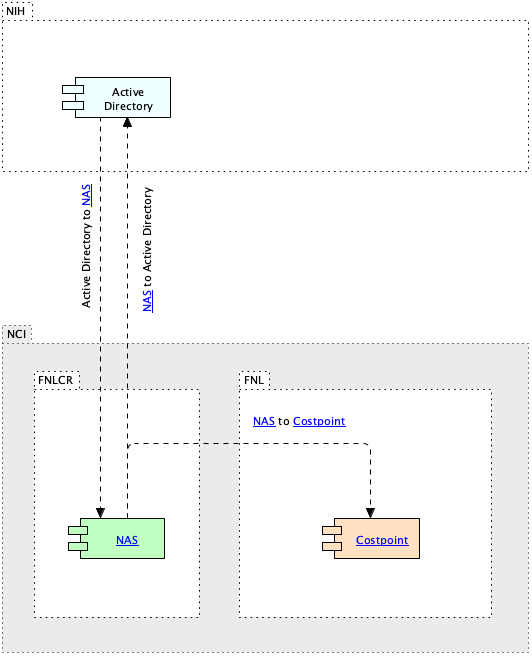 NIH
Active
Directory
Active Directory to NAS
NAS to Active Directory
NCI
FNLCR
FNL
NAS to Costpoint
NAS
Costpoint